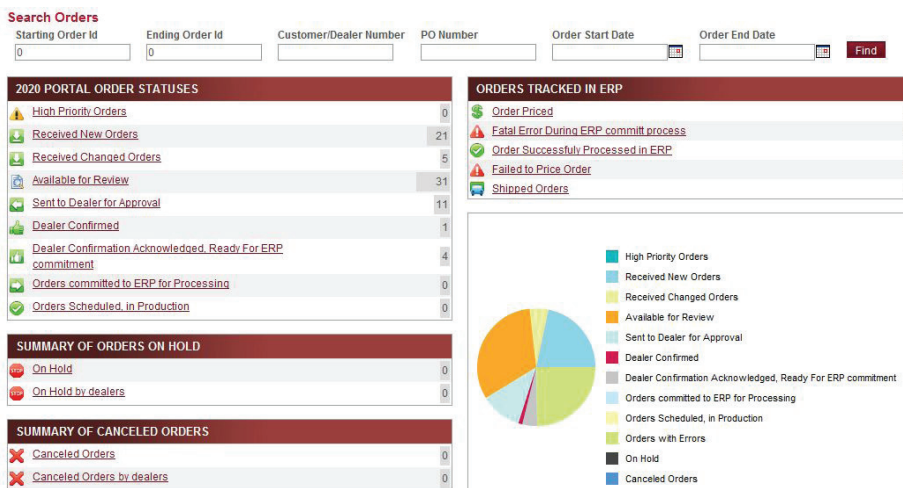 Search Orders
Starting Order Id Ending Order Id Customer/Dealer Number PO Number Order Start Date Order End Date
0 0 Find
2020 PORTAL ORDER STATUSES
High Priority Orders 0
Received New Orders 21
Received Changed Orders 5
Available for Review 31
Sent to Dealer for Approval 11
Dealer Confirmed 1
Dealer Confirmation Acknowledged, Ready For ERP
commitment 4
Orders committed to ERP for Processing 0
Orders Scheduled, in Production 0
SUMMARY OF ORDERS ON HOLD
STOP On Hold 0
STOP On Hold by dealers 0
SUMMARY OF CANCELED ORDERS
Canceled Orders 0
Canceled Orders by dealers 0
ORDERS TRACKED IN ERP
$ Order Priced
Fatal Error During ERP committ process
Order Successfuly Processed in ERP
Failed to Price Order
Shipped Orders
High Priority Orders
Received New Orders
Received Changed Orders
Available for Review
Sent to Dealer for Approval
Dealer Confirmed
Dealer Confirmation Acknowledged, Ready For ERP commitment
Orders committed to ERP for Processing
Orders Scheduled, in Production
Orders with Errors
On Hold
Canceled Orders